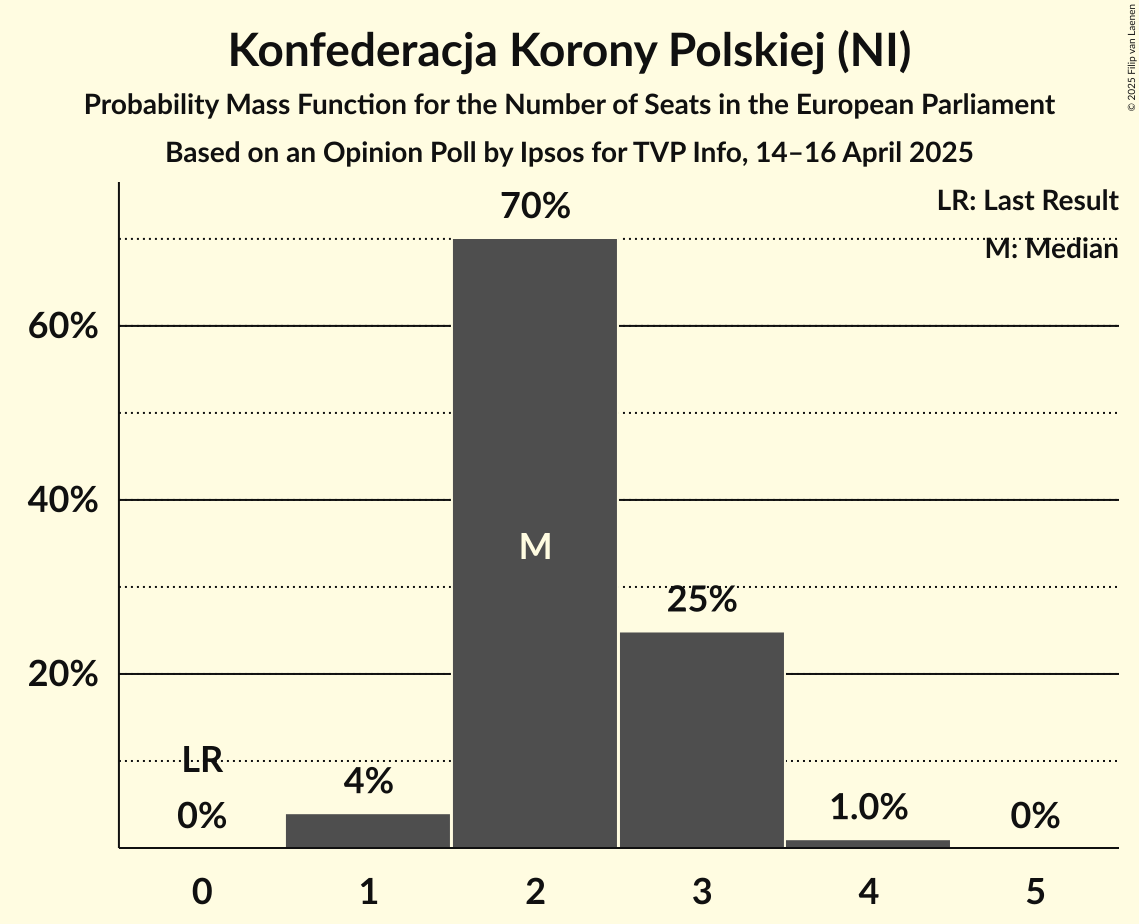 Konfederacja Korony Polskiej (NI)
Probability Mass Function for the Number of Seats in the European Parliament
Based on an Opinion Poll by Ipsos for TVP Info, 14–16 April 2025
© 2025 Filip van Laenen
LR: Last Result
M: Median
70%
60%
40%
M
25%
20%
LR
4%
1.0%
0%
0%
0 1 2 3 4 5